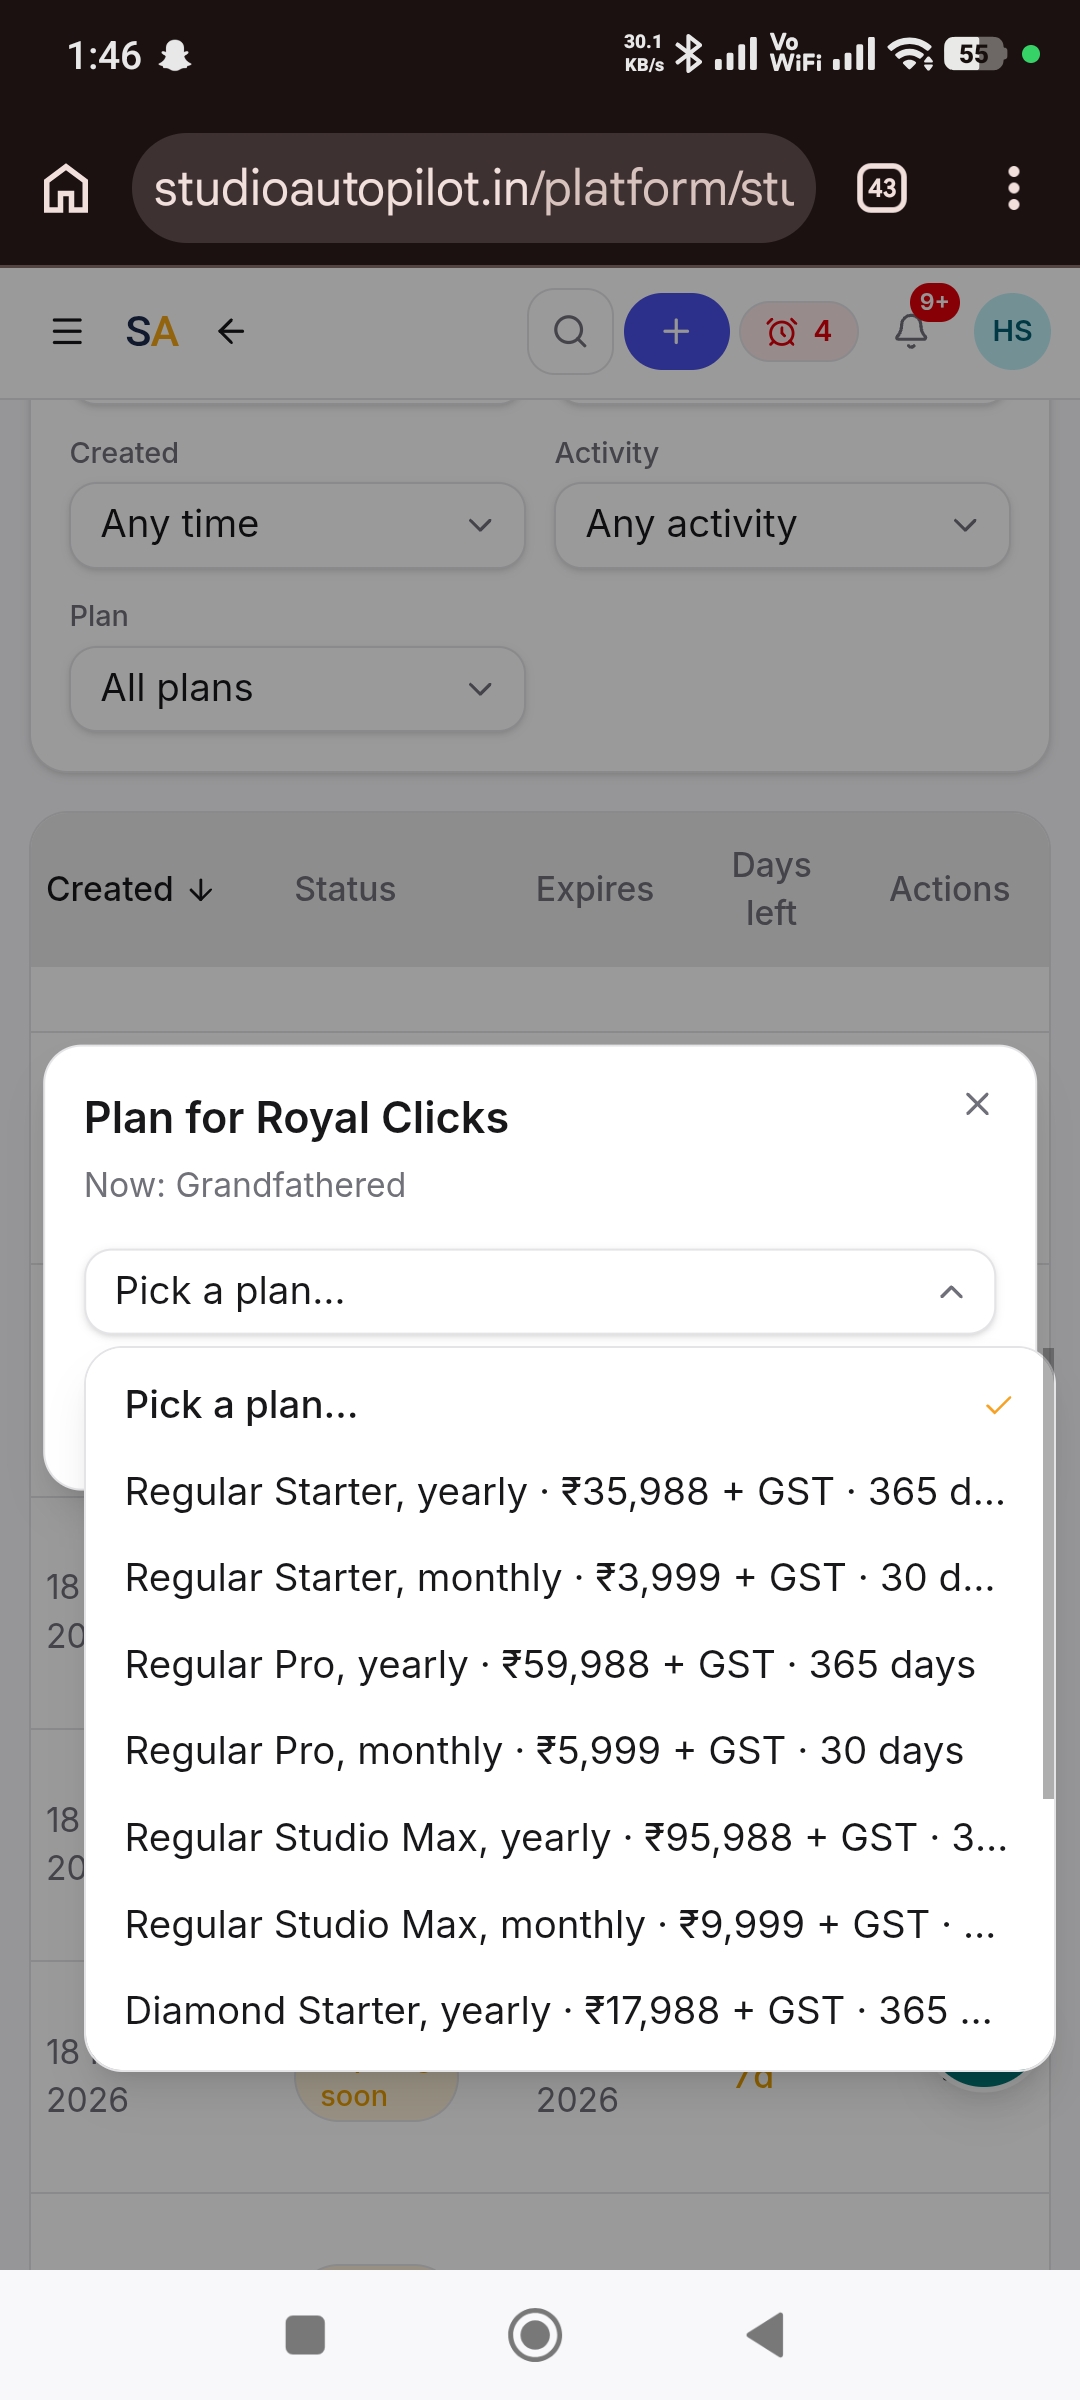 1:46
30.1
KB/s
Vo
WiFi
55
studioautopilot.in/platform/stu
43
SA
4
9+
HS
Created
Activity
Any time
Any activity
Plan
All plans
Created
Status
Expires
Days
left
Actions
Plan for Royal Clicks
Now: Grandfathered
Pick a plan...
Pick a plan...
Regular Starter, yearly · ₹35,988 + GST · 365 d...
Regular Starter, monthly · ₹3,999 + GST · 30 d...
18
20
Regular Pro, yearly · ₹59,988 + GST · 365 days
Regular Pro, monthly · ₹5,999 + GST · 30 days
18
Regular Studio Max, yearly · ₹95,988 + GST · 3...
20
Regular Studio Max, monthly · ₹9,999 + GST · ...
Diamond Starter, yearly · ₹17,988 + GST · 365 ...
18
7d
soon
2026
2026